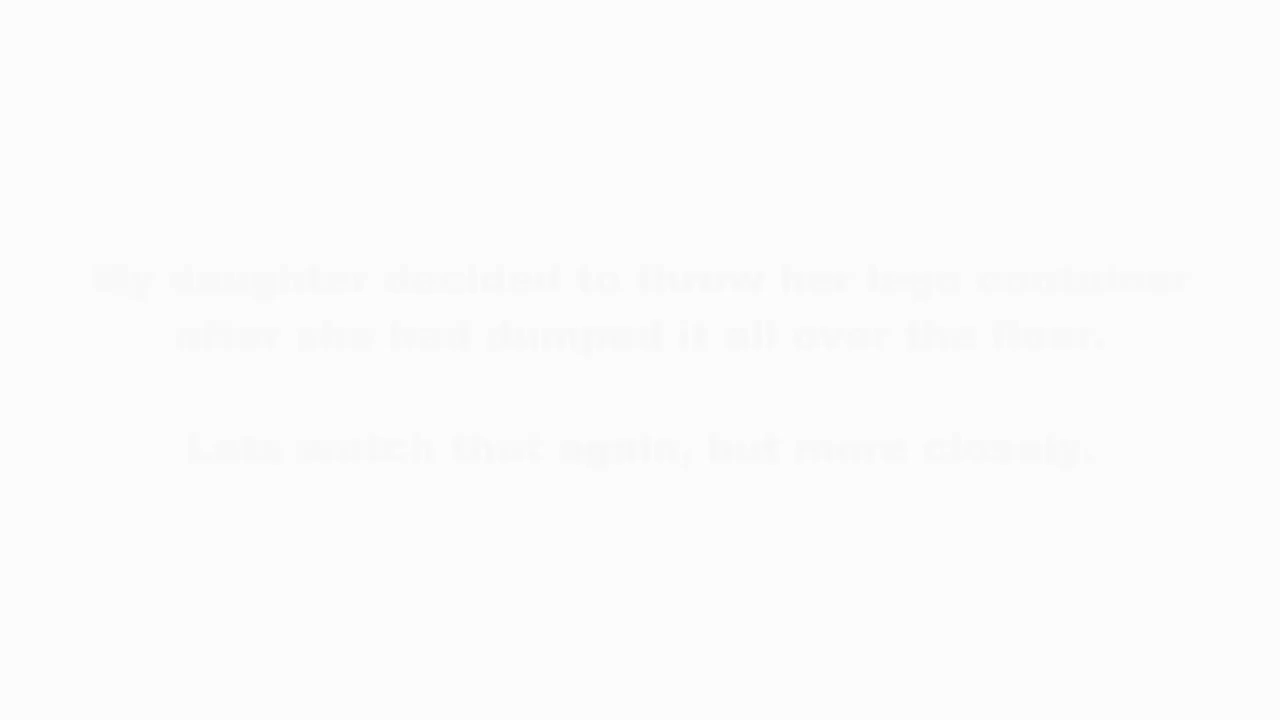 My daughter decided to throw her lego container
after she had dumped it all over the floor.
Lets watch that again, but more closely.